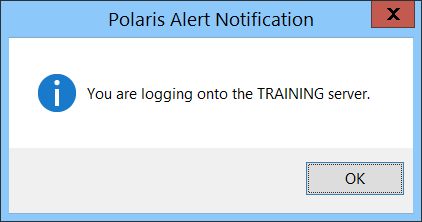 Polaris Alert Notification
X
You are logging onto the TRAINING server.
OK